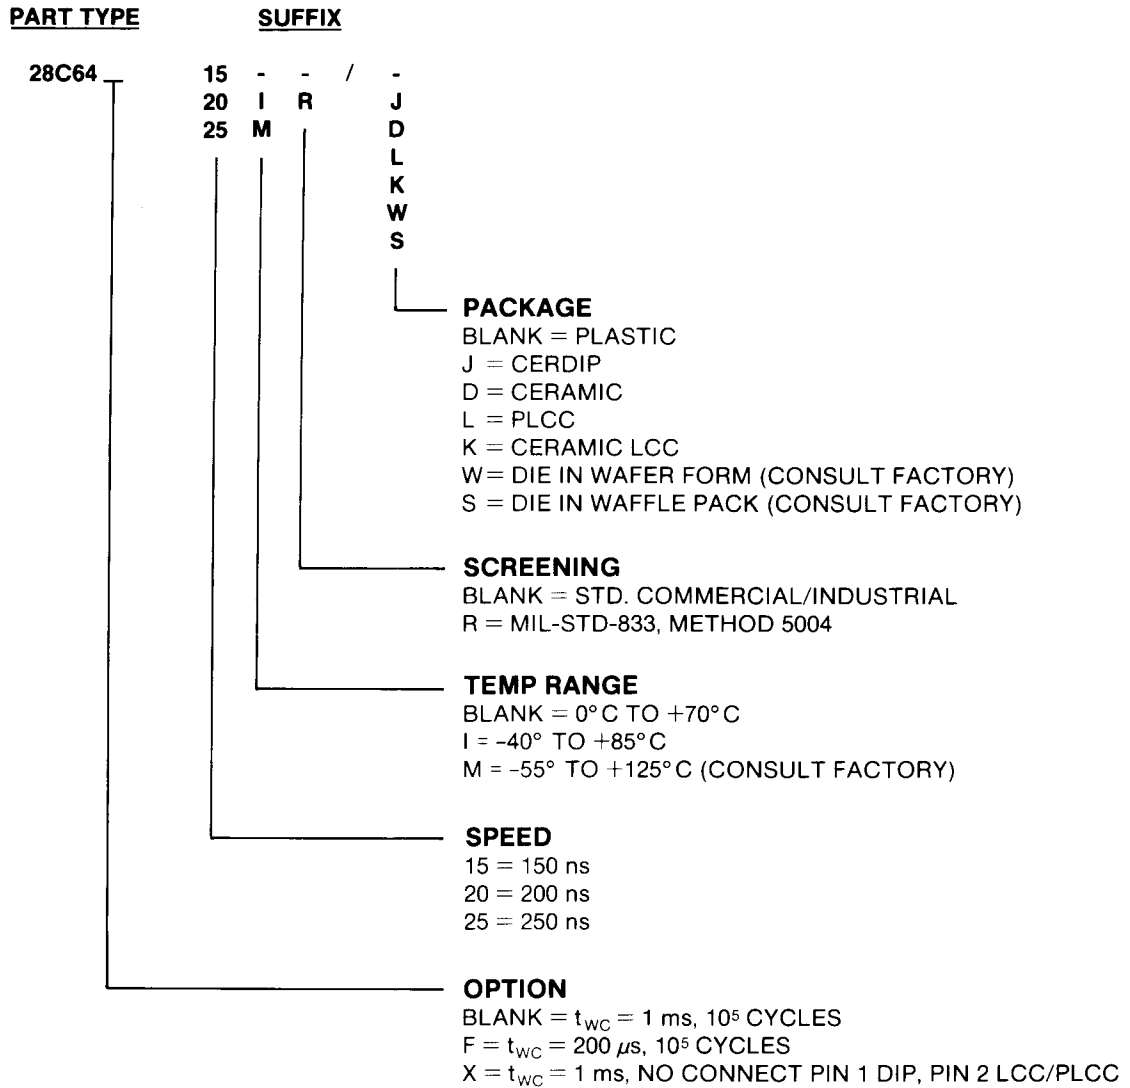 PART TYPE SUFFIX
28C64_ 15 - - / -
20 I R J
25 M D
L
K
W
S
PACKAGE
BLANK = PLASTIC
J = CERDIP
D = CERAMIC
L = PLCC
K = CERAMIC LCC
W = DIE IN WAFER FORM (CONSULT FACTORY)
S = DIE IN WAFFLE PACK (CONSULT FACTORY)
SCREENING
BLANK = STD. COMMERCIAL/INDUSTRIAL
R = MIL-STD-833, METHOD 5004
TEMP RANGE
BLANK = 0°C TO +70°C
I = -40° TO +85°C
M = -55° TO +125°C (CONSULT FACTORY)
SPEED
15 = 150 ns
20 = 200 ns
25 = 250 ns
OPTION
BLANK = tWC = 1 ms, 10⁵ CYCLES
F = tWC = 200 µs, 10⁵ CYCLES
X = tWC = 1 ms, NO CONNECT PIN 1 DIP, PIN 2 LCC/PLCC